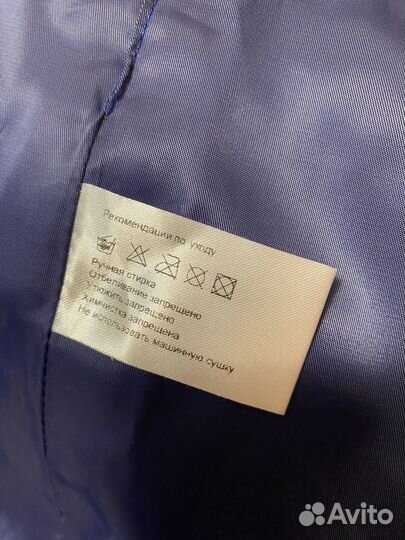 Рекомендации по уходу
Ручная стирка
Отбеливание запрещено
Утюжить запрещено
Химчистка запрещена
Не использовать машинную сушку
Avito